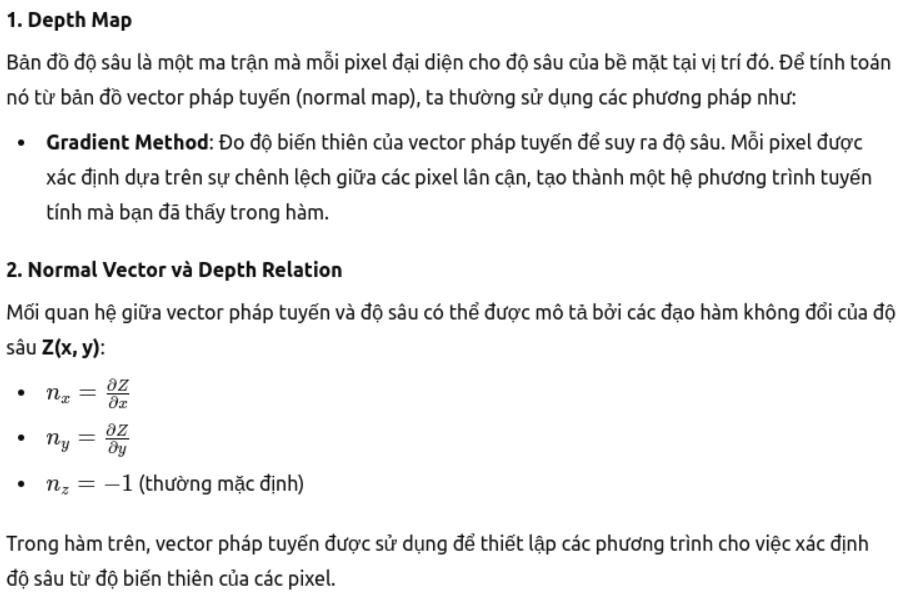 1. Depth Map
Bản đồ độ sâu là một ma trận mà mỗi pixel đại diện cho độ sâu của bề mặt tại vị trí đó. Để tính toán
nó từ bản đồ vector pháp tuyến (normal map), ta thường sử dụng các phương pháp như:
• Gradient Method: Đo độ biến thiên của vector pháp tuyến để suy ra độ sâu. Mỗi pixel được
xác định dựa trên sự chênh lệch giữa các pixel lân cận, tạo thành một hệ phương trình tuyến
tính mà bạn đã thấy trong hàm.
2. Normal Vector và Depth Relation
Mối quan hệ giữa vector pháp tuyến và độ sâu có thể được mô tả bởi các đạo hàm không đổi của độ
sâu Z(x, y):
• n_x = ∂Z/∂x
• n_y = ∂Z/∂y
• n_z = −1 (thường mặc định)
Trong hàm trên, vector pháp tuyến được sử dụng để thiết lập các phương trình cho việc xác định
độ sâu từ độ biến thiên của các pixel.